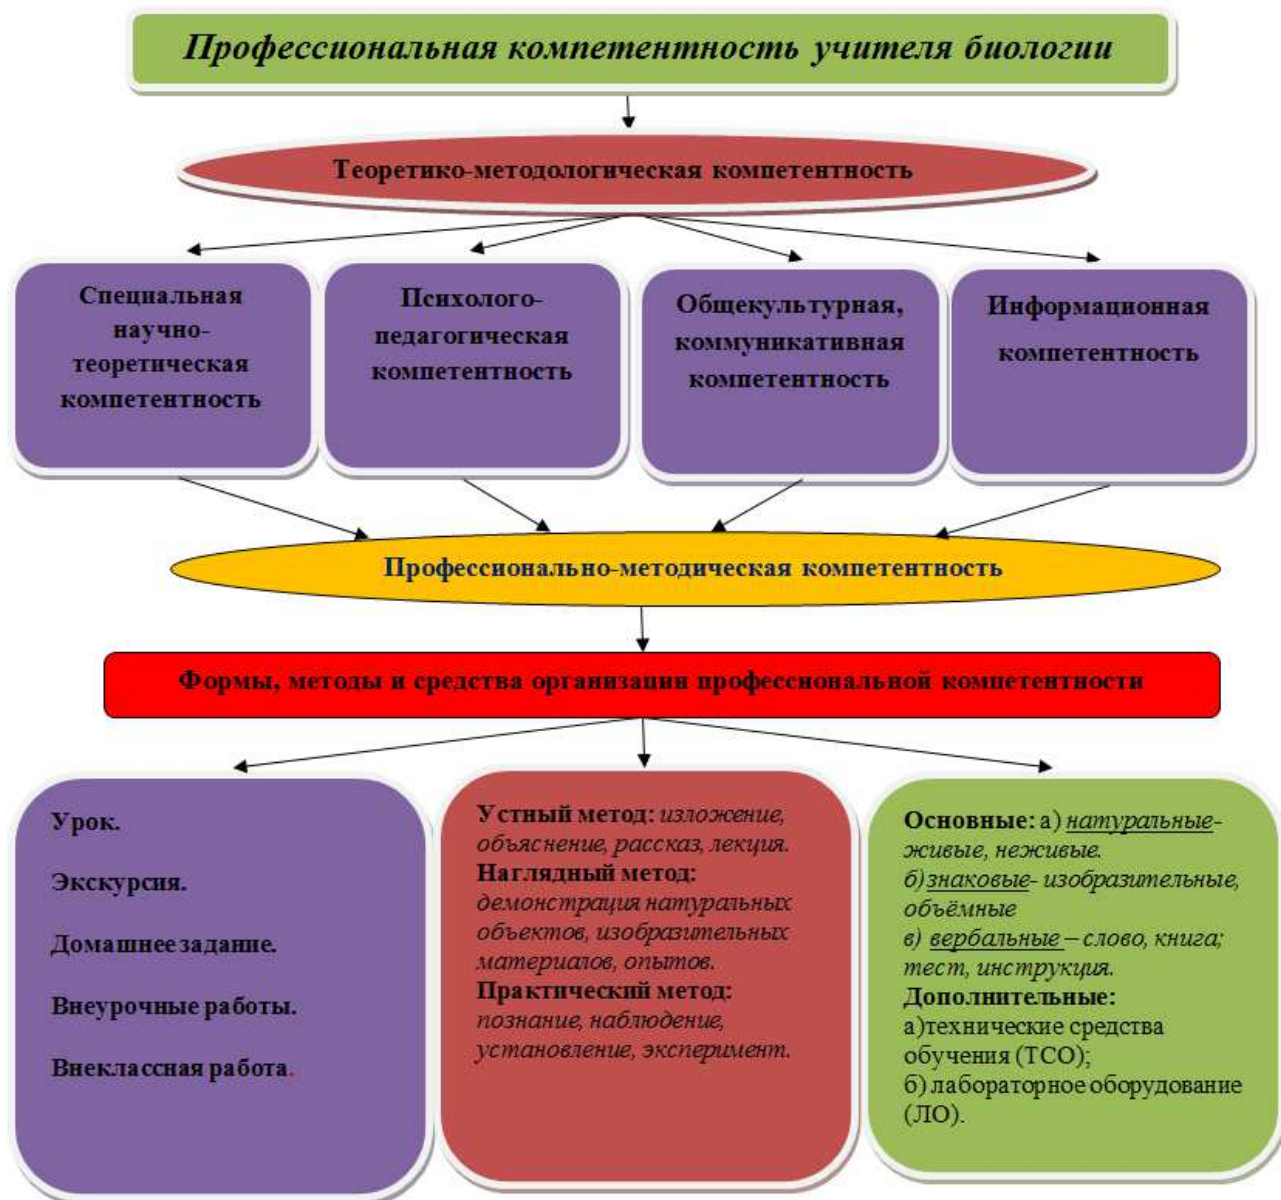 Профессиональная компетентность учителя биологии
Теоретико-методологическая компетентность
Специальная
научно-
теоретическая
компетентность
Психолого-
педагогическая
компетентность
Общекультурная,
коммуникативная
компетентность
Информационная
компетентность
Профессионально-методическая компетентность
Формы, методы и средства организации профессиональной компетентности
Урок.
Экскурсия.
Домашнее задание.
Внеурочные работы.
Внеклассная работа.
Устный метод: изложение,
объяснение, рассказ, лекция.
Наглядный метод:
демонстрация натуральных
объектов, изобразительных
материалов, опытов.
Практический метод:
познание, наблюдение,
установление, эксперимент.
Основные: а) натуральные-
живые, неживые.
б)знаковые- изобразительные,
объёмные
в) вербальные – слово, книга;
тест, инструкция.
Дополнительные:
а)технические средства
обучения (ТСО);
б) лабораторное оборудование
(ЛО).